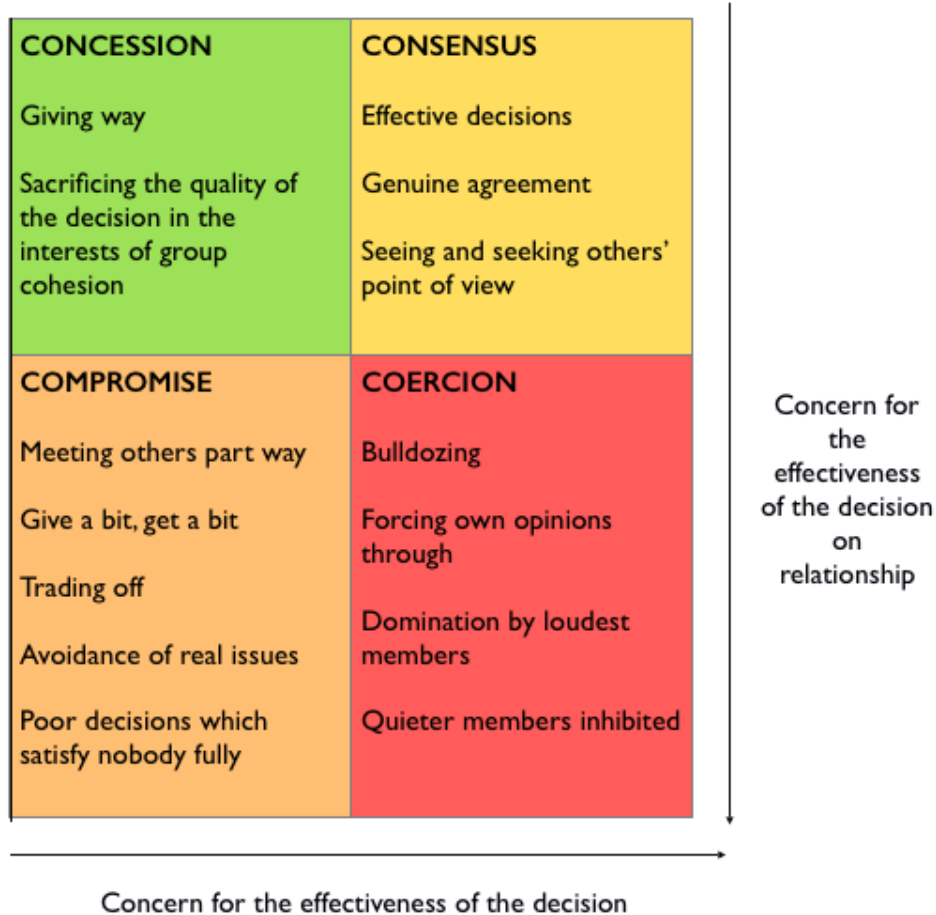 CONCESSION
Giving way
Sacrificing the quality of
the decision in the
interests of group
cohesion
CONSENSUS
Effective decisions
Genuine agreement
Seeing and seeking others’
point of view
COMPROMISE
Meeting others part way
Give a bit, get a bit
Trading off
Avoidance of real issues
Poor decisions which
satisfy nobody fully
COERCION
Bulldozing
Forcing own opinions
through
Domination by loudest
members
Quieter members inhibited
Concern for
the
effectiveness
of the decision
on
relationship
Concern for the effectiveness of the decision